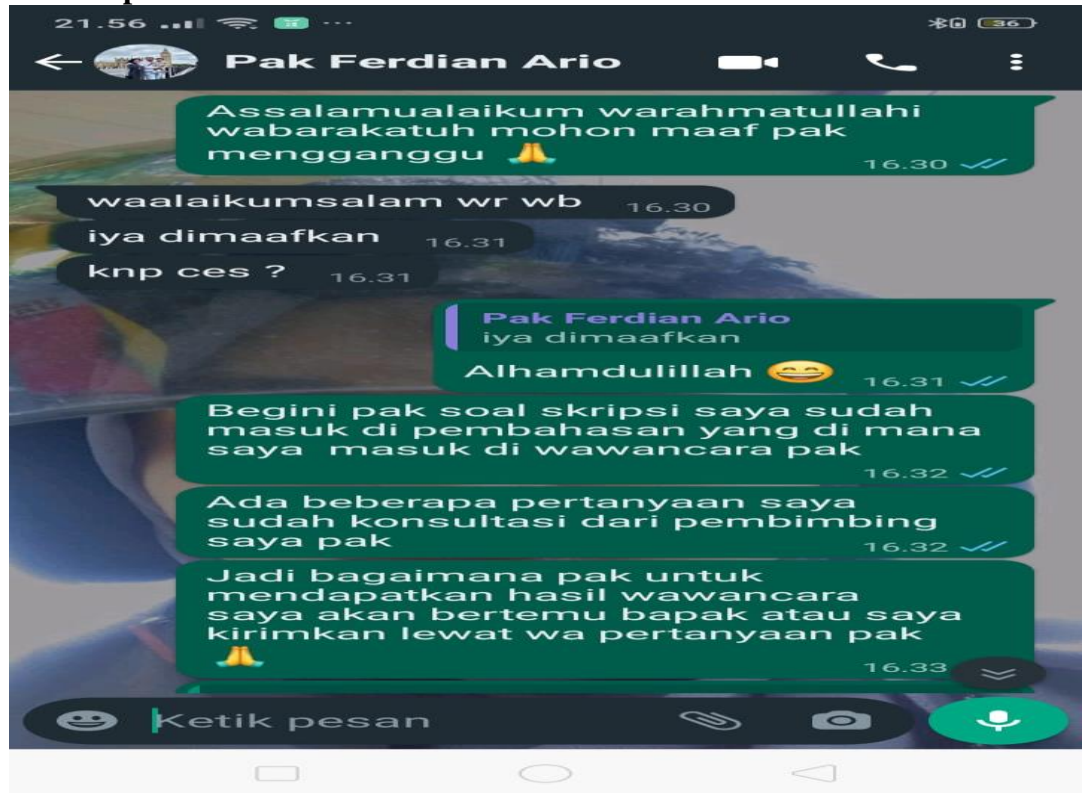 21.56
36
Pak Ferdian Ario
Assalamualaikum warahmatullahi
wabarakatuh mohon maaf pak
mengganggu 🙏
16.30
waalaikumsalam wr wb 16.30
iya dimaafkan 16.31
knp ces ? 16.31
Pak Ferdian Ario
iya dimaafkan
Alhamdulillah 😄 16.31
Begini pak soal skripsi saya sudah
masuk di pembahasan yang di mana
saya masuk di wawancara pak
16.32
Ada beberapa pertanyaan saya
sudah konsultasi dari pembimbing
saya pak
16.32
Jadi bagaimana pak untuk
mendapatkan hasil wawancara
saya akan bertemu bapak atau saya
kirimkan lewat wa pertanyaan pak
🙏
16.33
Ketik pesan